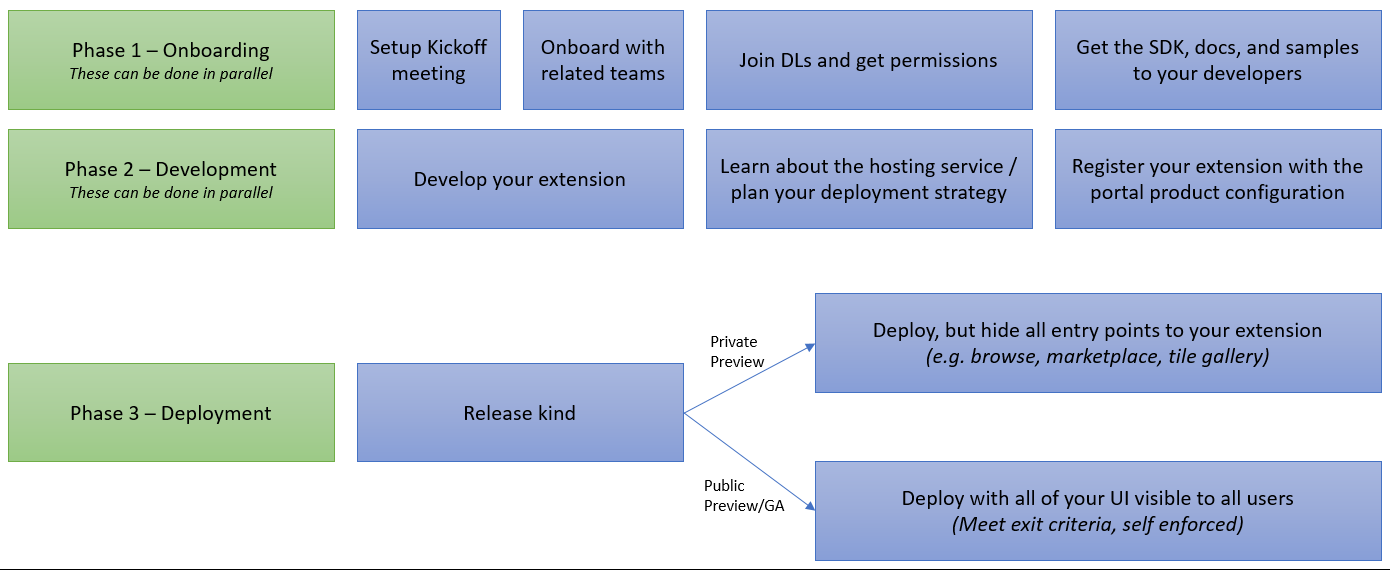 Phase 1 – Onboarding
These can be done in parallel
Setup Kickoff
meeting
Onboard with
related teams
Join DLs and get permissions
Get the SDK, docs, and samples
to your developers
Phase 2 – Development
These can be done in parallel
Develop your extension
Learn about the hosting service /
plan your deployment strategy
Register your extension with the
portal product configuration
Phase 3 – Deployment
Release kind
Private
Preview
Deploy, but hide all entry points to your extension
(e.g. browse, marketplace, tile gallery)
Public
Preview/GA
Deploy with all of your UI visible to all users
(Meet exit criteria, self enforced)